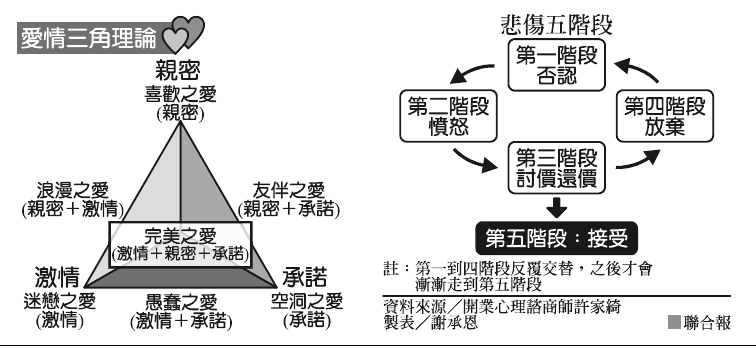 愛情三角理論
親密
喜歡之愛
(親密)
浪漫之愛
(親密＋激情)
友伴之愛
(親密＋承諾)
完美之愛
(激情＋親密＋承諾)
激情
迷戀之愛
(激情)
愚蠢之愛
(激情＋承諾)
承諾
空洞之愛
(承諾)
悲傷五階段
第一階段
否認
第二階段
憤怒
第四階段
放棄
第三階段
討價還價
第五階段：接受
註：第一到四階段反覆交替，之後才會
漸漸走到第五階段
資料來源／開業心理諮商師許家綺
製表／謝承恩
聯合報